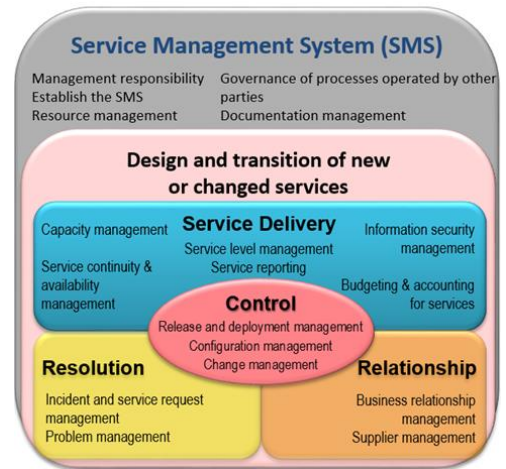 Service Management System (SMS)
Management responsibility
Establish the SMS
Resource management
Governance of processes operated by other
parties
Documentation management
Design and transition of new
or changed services
Service Delivery
Capacity management
Service continuity &
availability
management
Service level management
Service reporting
Information security
management
Budgeting & accounting
for services
Control
Release and deployment management
Configuration management
Change management
Resolution
Incident and service request
management
Problem management
Relationship
Business relationship
management
Supplier management